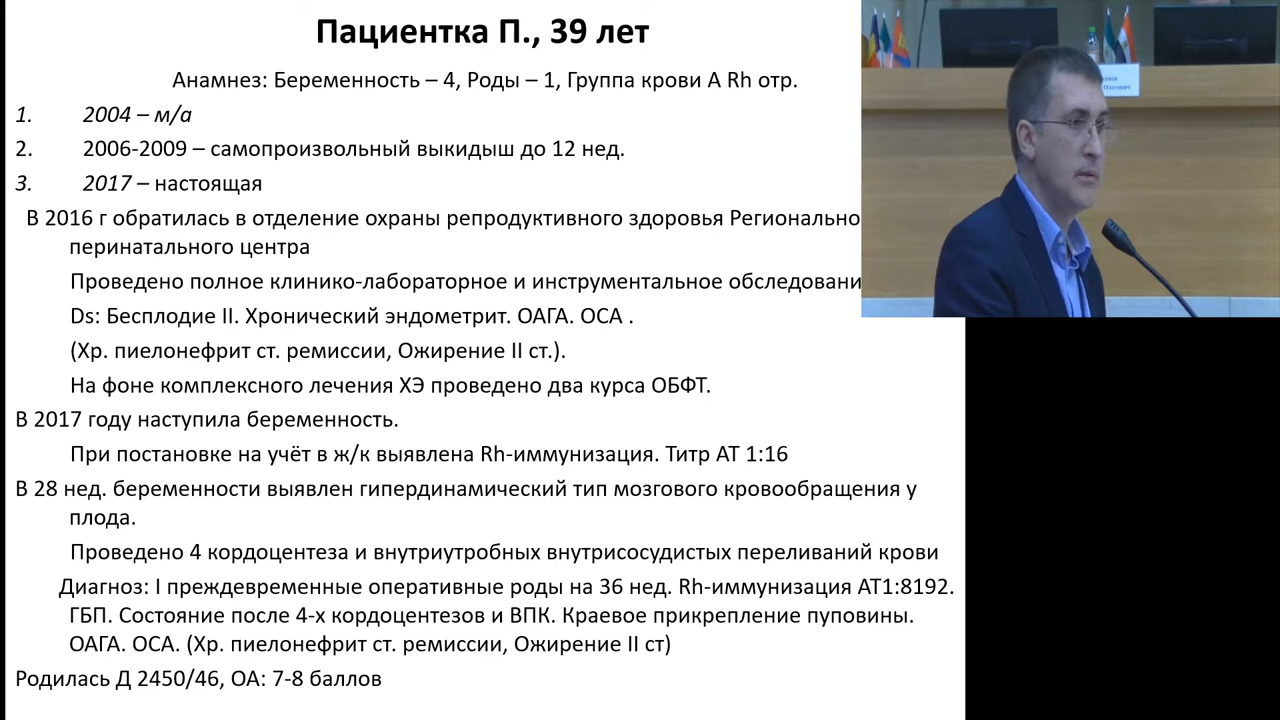 Пациентка П., 39 лет
Анамнез: Беременность – 4, Роды – 1, Группа крови А Rh отр.
1. 2004 – м/а
2. 2006-2009 – самопроизвольный выкидыш до 12 нед.
3. 2017 – настоящая
В 2016 г обратилась в отделение охраны репродуктивного здоровья Регионально
перинатального центра
Проведено полное клинико-лабораторное и инструментальное обследовани
Ds: Бесплодие II. Хронический эндометрит. ОАГА. ОСА .
(Хр. пиелонефрит ст. ремиссии, Ожирение II ст.).
На фоне комплексного лечения ХЭ проведено два курса ОБФТ.
В 2017 году наступила беременность.
При постановке на учёт в ж/к выявлена Rh-иммунизация. Титр АТ 1:16
В 28 нед. беременности выявлен гипердинамический тип мозгового кровообращения у
плода.
Проведено 4 кордоцентеза и внутриутробных внутрисосудистых переливаний крови
Диагноз: I преждевременные оперативные роды на 36 нед. Rh-иммунизация АТ1:8192.
ГБП. Состояние после 4-х кордоцентезов и ВПК. Краевое прикрепление пуповины.
ОАГА. ОСА. (Хр. пиелонефрит ст. ремиссии, Ожирение II ст)
Родилась Д 2450/46, ОА: 7-8 баллов